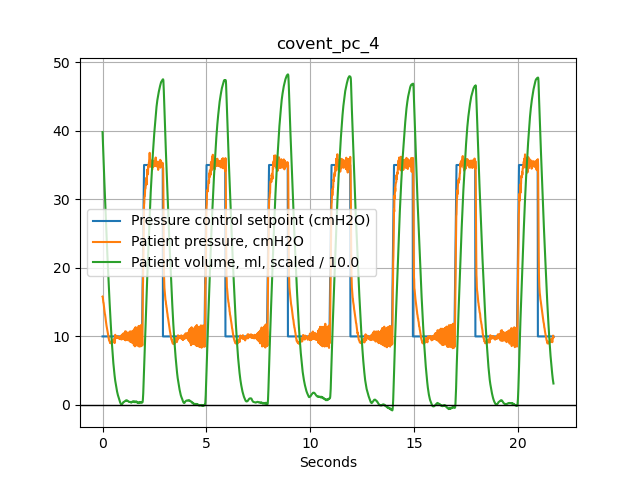 covent_pc_4
50
40
30
20
10
0
Pressure control setpoint (cmH2O)
Patient pressure, cmH2O
Patient volume, ml, scaled / 10.0
0 5 10 15 20
Seconds